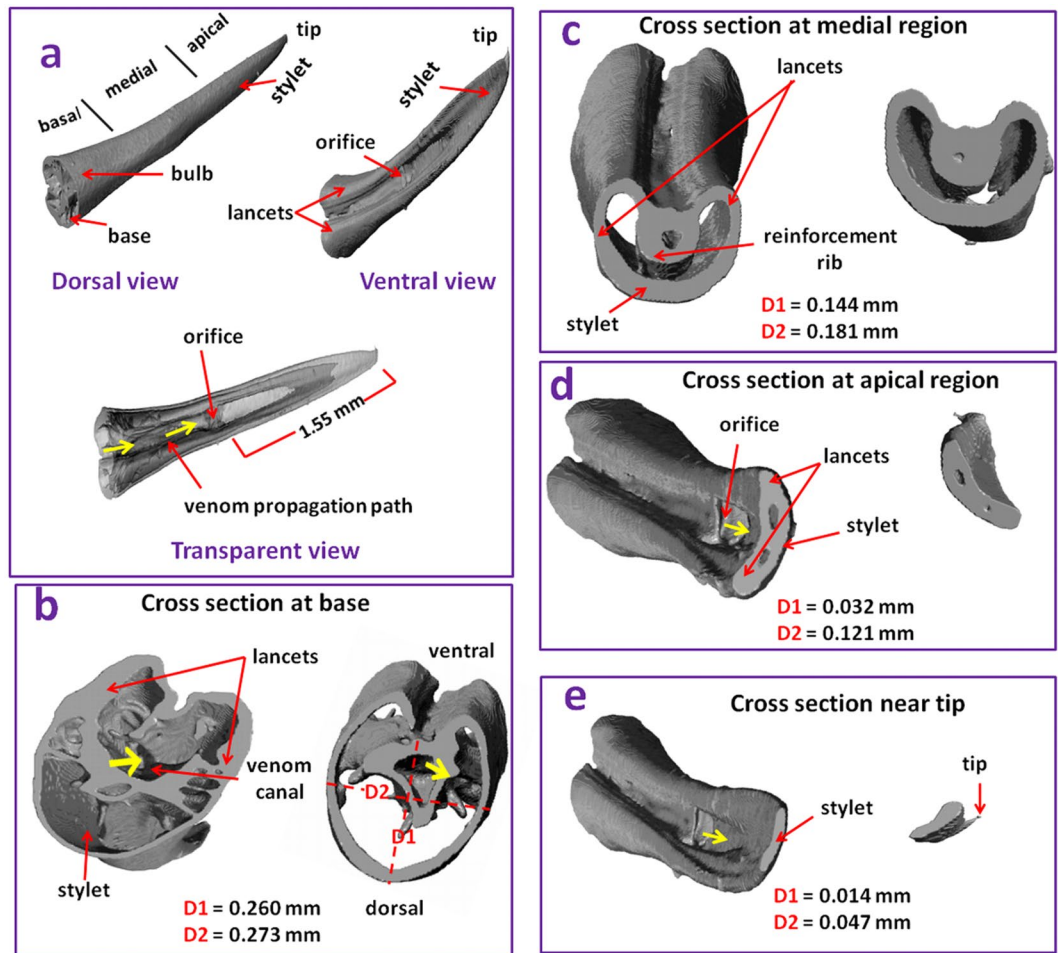 a
basal
medial
apical
tip
stylet
bulb
base
Dorsal view
tip
stylet
orifice
lancets
Ventral view
orifice
1.55 mm
venom propagation path
Transparent view
b
Cross section at base
lancets
venom
canal
stylet
ventral
D2
D1
dorsal
D1 = 0.260 mm
D2 = 0.273 mm
c
Cross section at medial region
lancets
reinforcement
rib
stylet
D1 = 0.144 mm
D2 = 0.181 mm
d
Cross section at apical region
orifice
lancets
stylet
D1 = 0.032 mm
D2 = 0.121 mm
e
Cross section near tip
stylet
tip
D1 = 0.014 mm
D2 = 0.047 mm